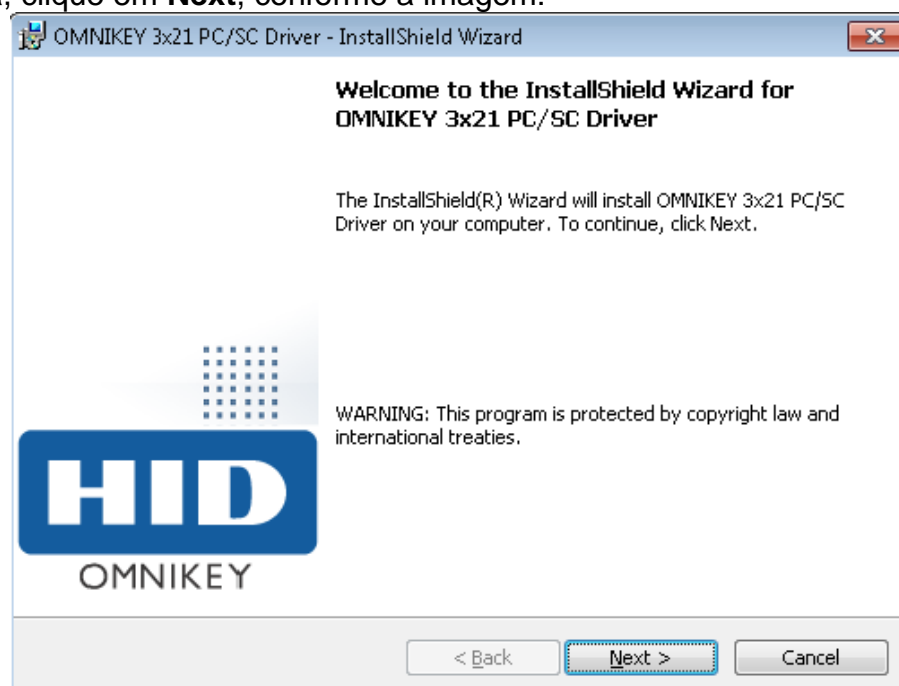 clique em Next, conforme a imagem:
OMNIKEY 3x21 PC/SC Driver - InstallShield Wizard
Welcome to the InstallShield Wizard for
OMNIKEY 3x21 PC/SC Driver
The InstallShield(R) Wizard will install OMNIKEY 3x21 PC/SC
Driver on your computer. To continue, click Next.
WARNING: This program is protected by copyright law and
international treaties.
HID
OMNIKEY
< Back
Next >
Cancel